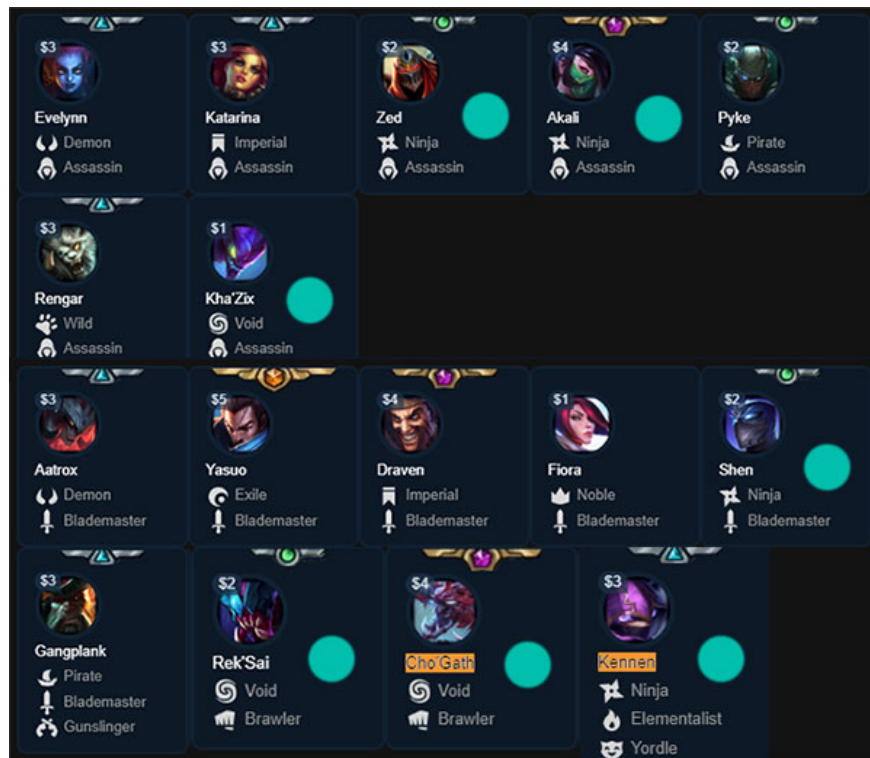 $3
Evelynn
Demon
Assassin
$3
Katarina
Imperial
Assassin
$2
Zed
Ninja
Assassin
$4
Akali
Ninja
Assassin
$2
Pyke
Pirate
Assassin
$3
Rengar
Wild
Assassin
$1
Kha'Zix
Void
Assassin
$3
Aatrox
Demon
Blademaster
$5
Yasuo
Exile
Blademaster
$4
Draven
Imperial
Blademaster
$1
Fiora
Noble
Blademaster
$2
Shen
Ninja
Blademaster
$3
Gangplank
Pirate
Blademaster
Gunslinger
$2
Rek'Sai
Void
Brawler
$4
Cho'Gath
Void
Brawler
$3
Kennen
Ninja
Elementalist
Yordle